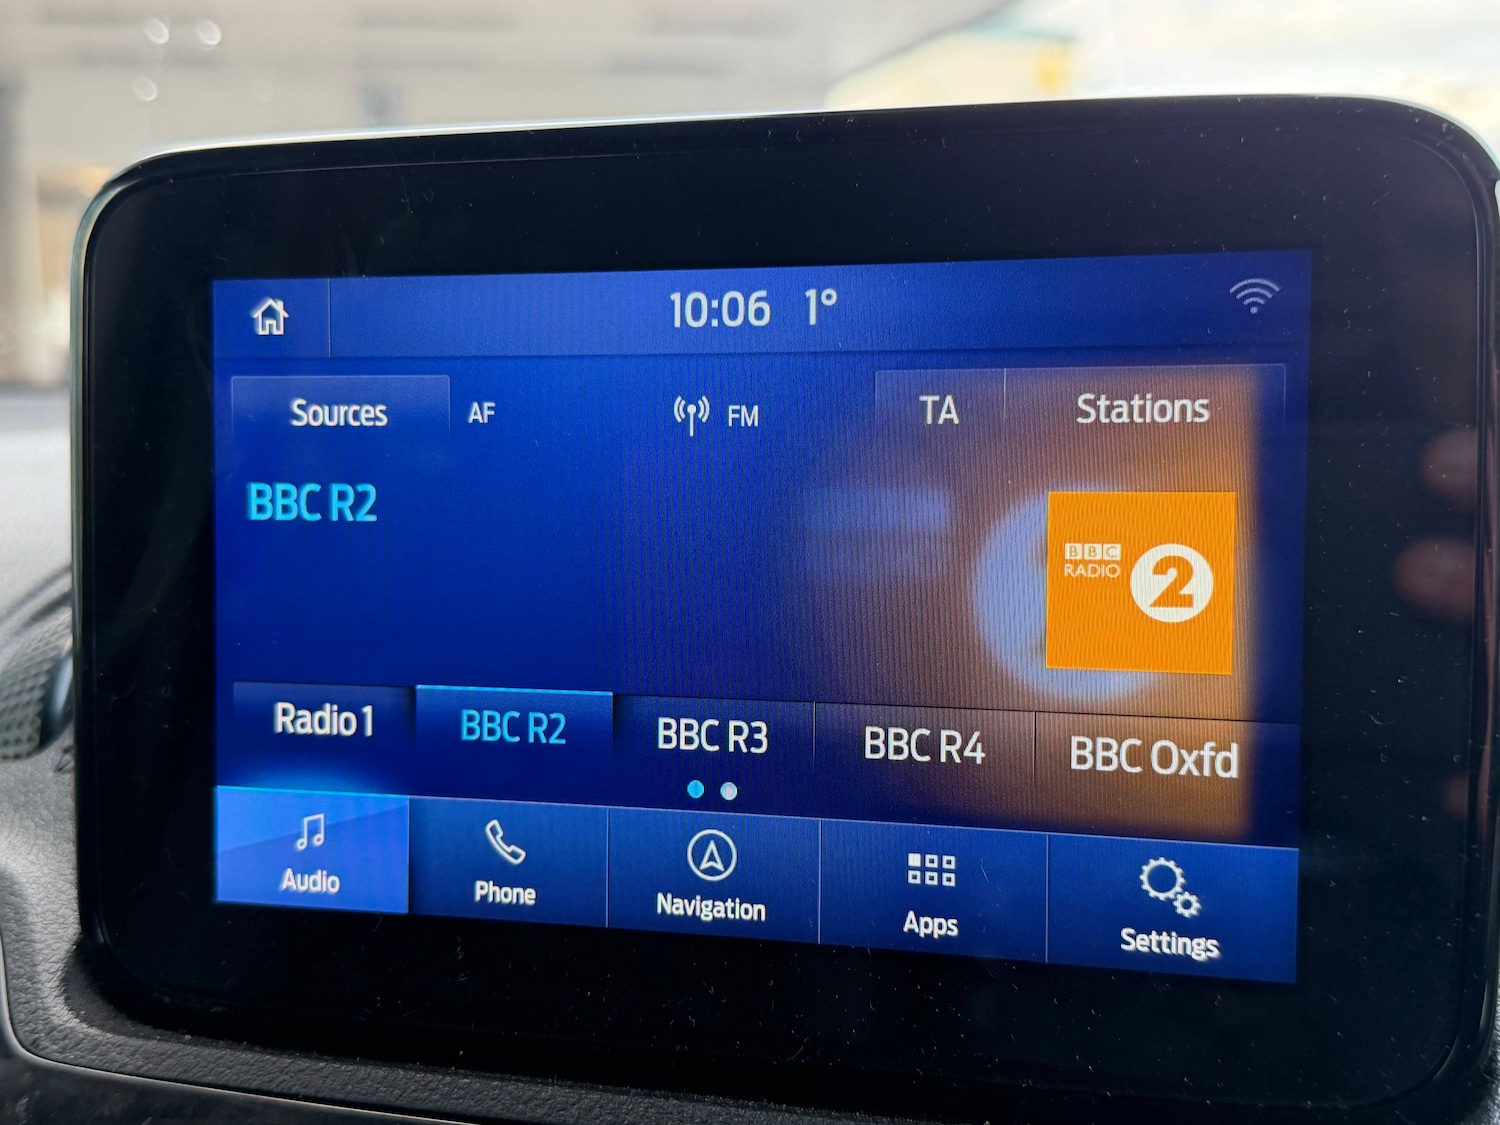 10:06 1°
Sources AF FM TA Stations
BBC R2
BBC
RADIO 2
Radio 1 BBC R2 BBC R3 BBC R4 BBC Oxfd
Audio Phone Navigation Apps Settings